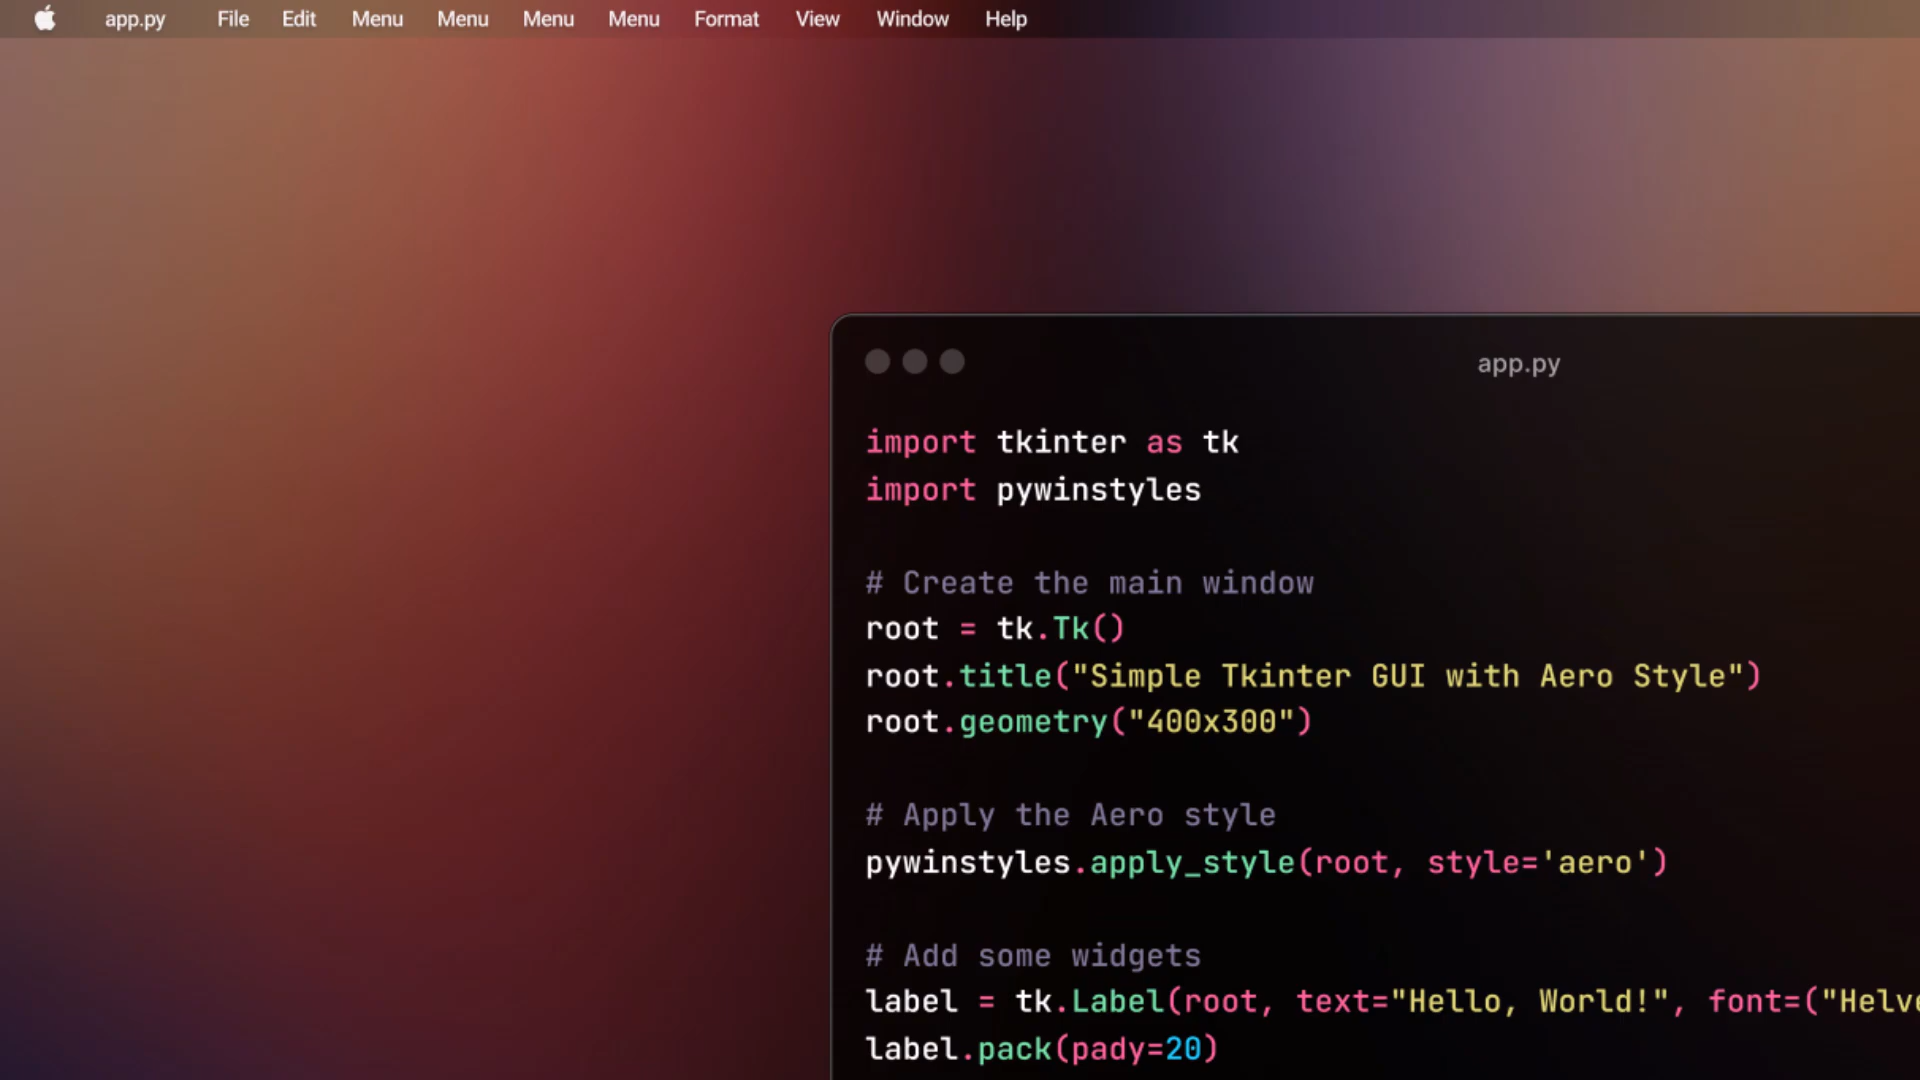 app.py File Edit Menu Menu Menu Menu Format View Window Help
app.py
import tkinter as tk
import pywinstyles
# Create the main window
root = tk.Tk()
root.title("Simple Tkinter GUI with Aero Style")
root.geometry("400x300")
# Apply the Aero style
pywinstyles.apply_style(root, style='aero')
# Add some widgets
label = tk.Label(root, text="Hello, World!", font=("Helve
label.pack(pady=20)